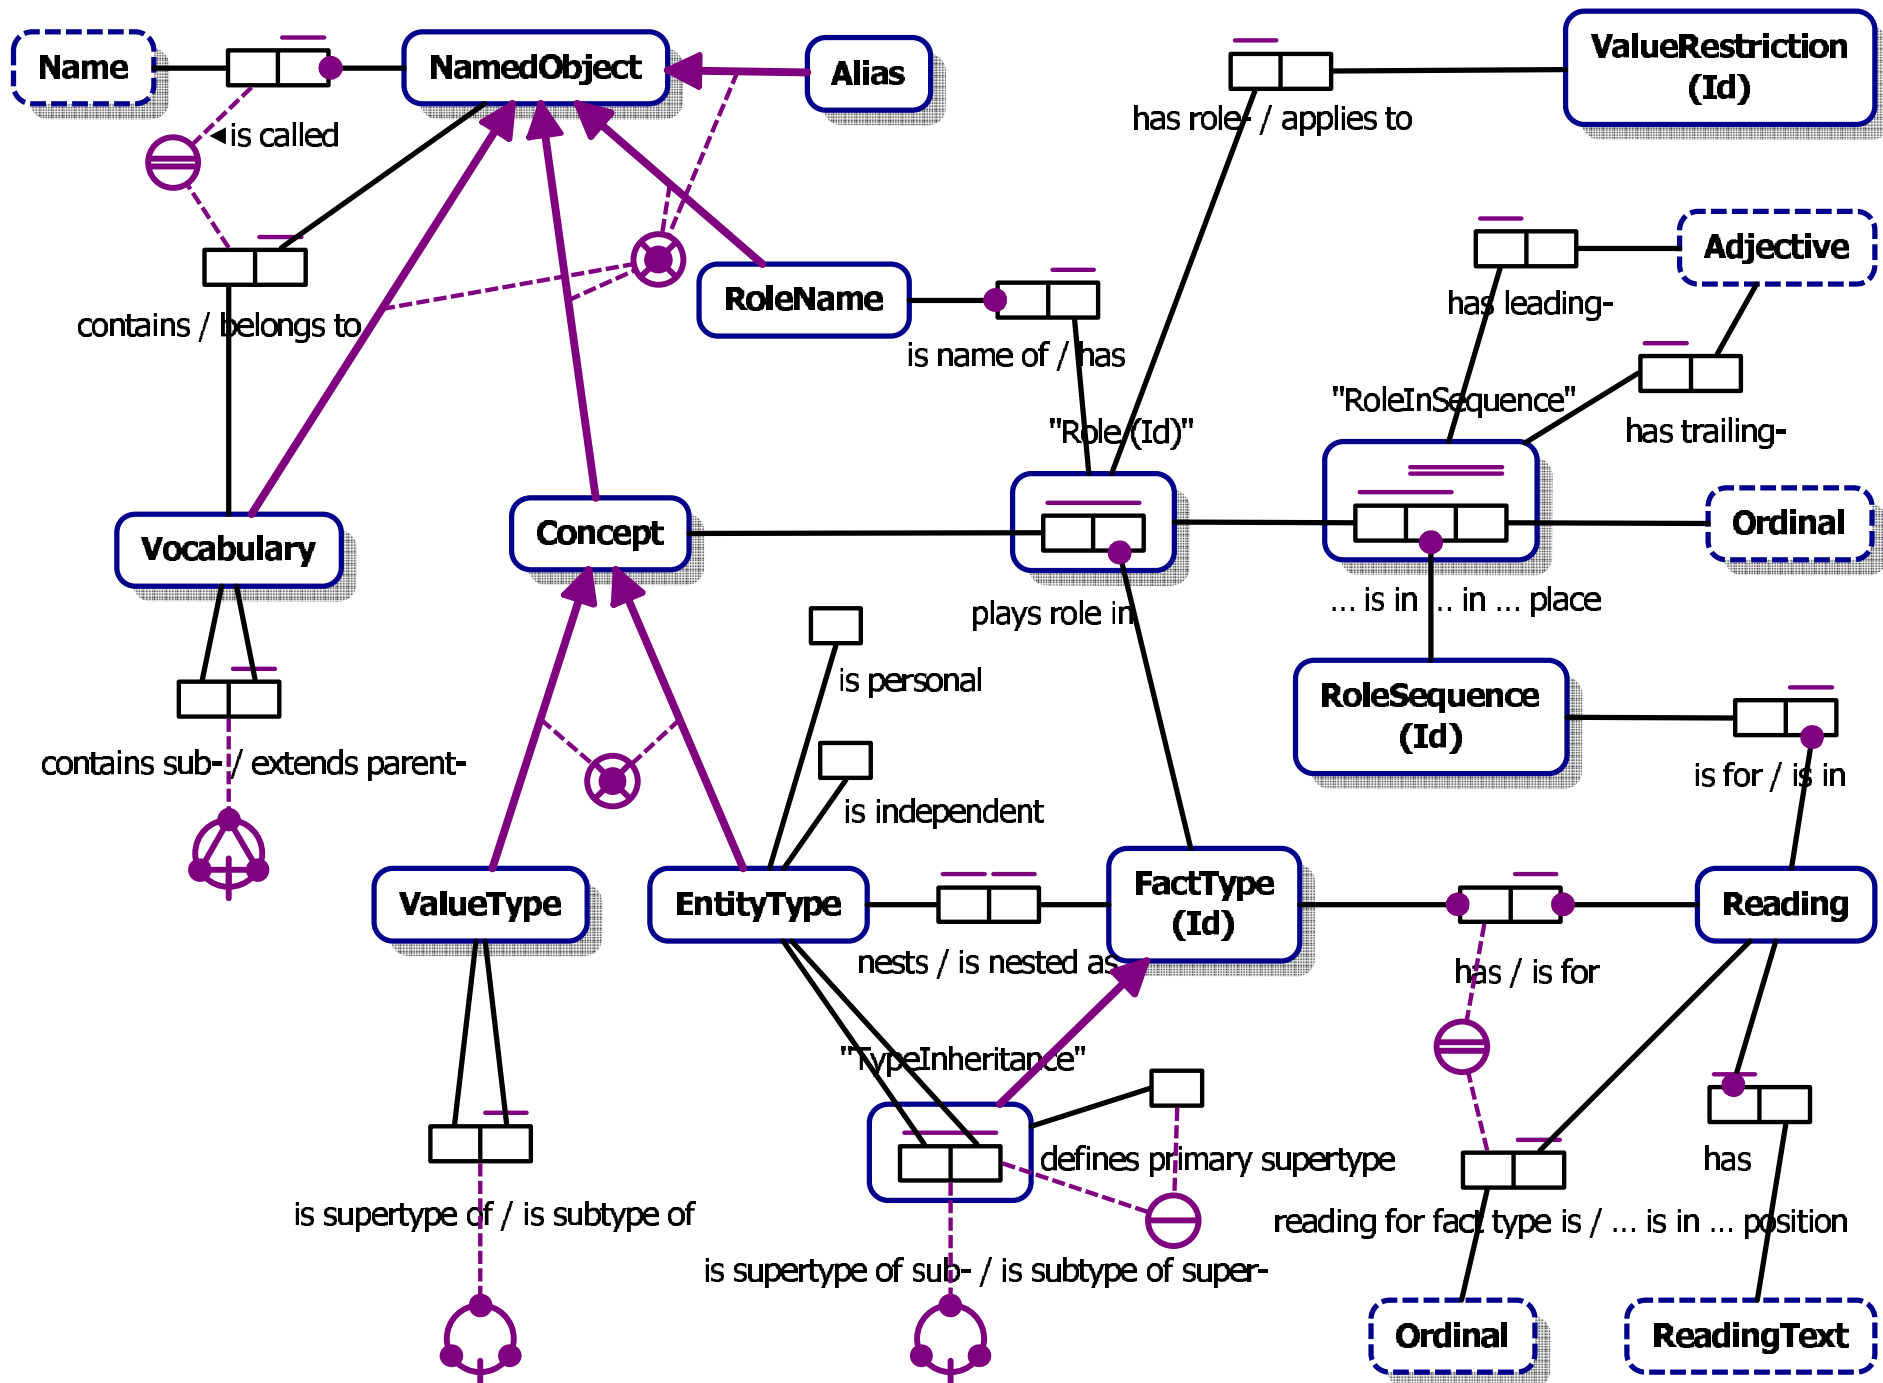 Name
NamedObject
Alias
ValueRestriction
(Id)
has role- / applies to
◄is called
Adjective
has leading-
RoleName
contains / belongs to
is name of / has
"RoleInSequence"
"Role (Id)"
has trailing-
Vocabulary
Concept
Ordinal
plays role in
... is in ... in ... place
is personal
RoleSequence
(Id)
contains sub- / extends parent-
is for / is in
is independent
ValueType
EntityType
FactType
(Id)
Reading
nests / is nested as
has / is for
"TypeInheritance"
defines primary supertype
has
is supertype of / is subtype of
reading for fact type is / ... is in ... position
is supertype of sub- / is subtype of super-
Ordinal
ReadingText